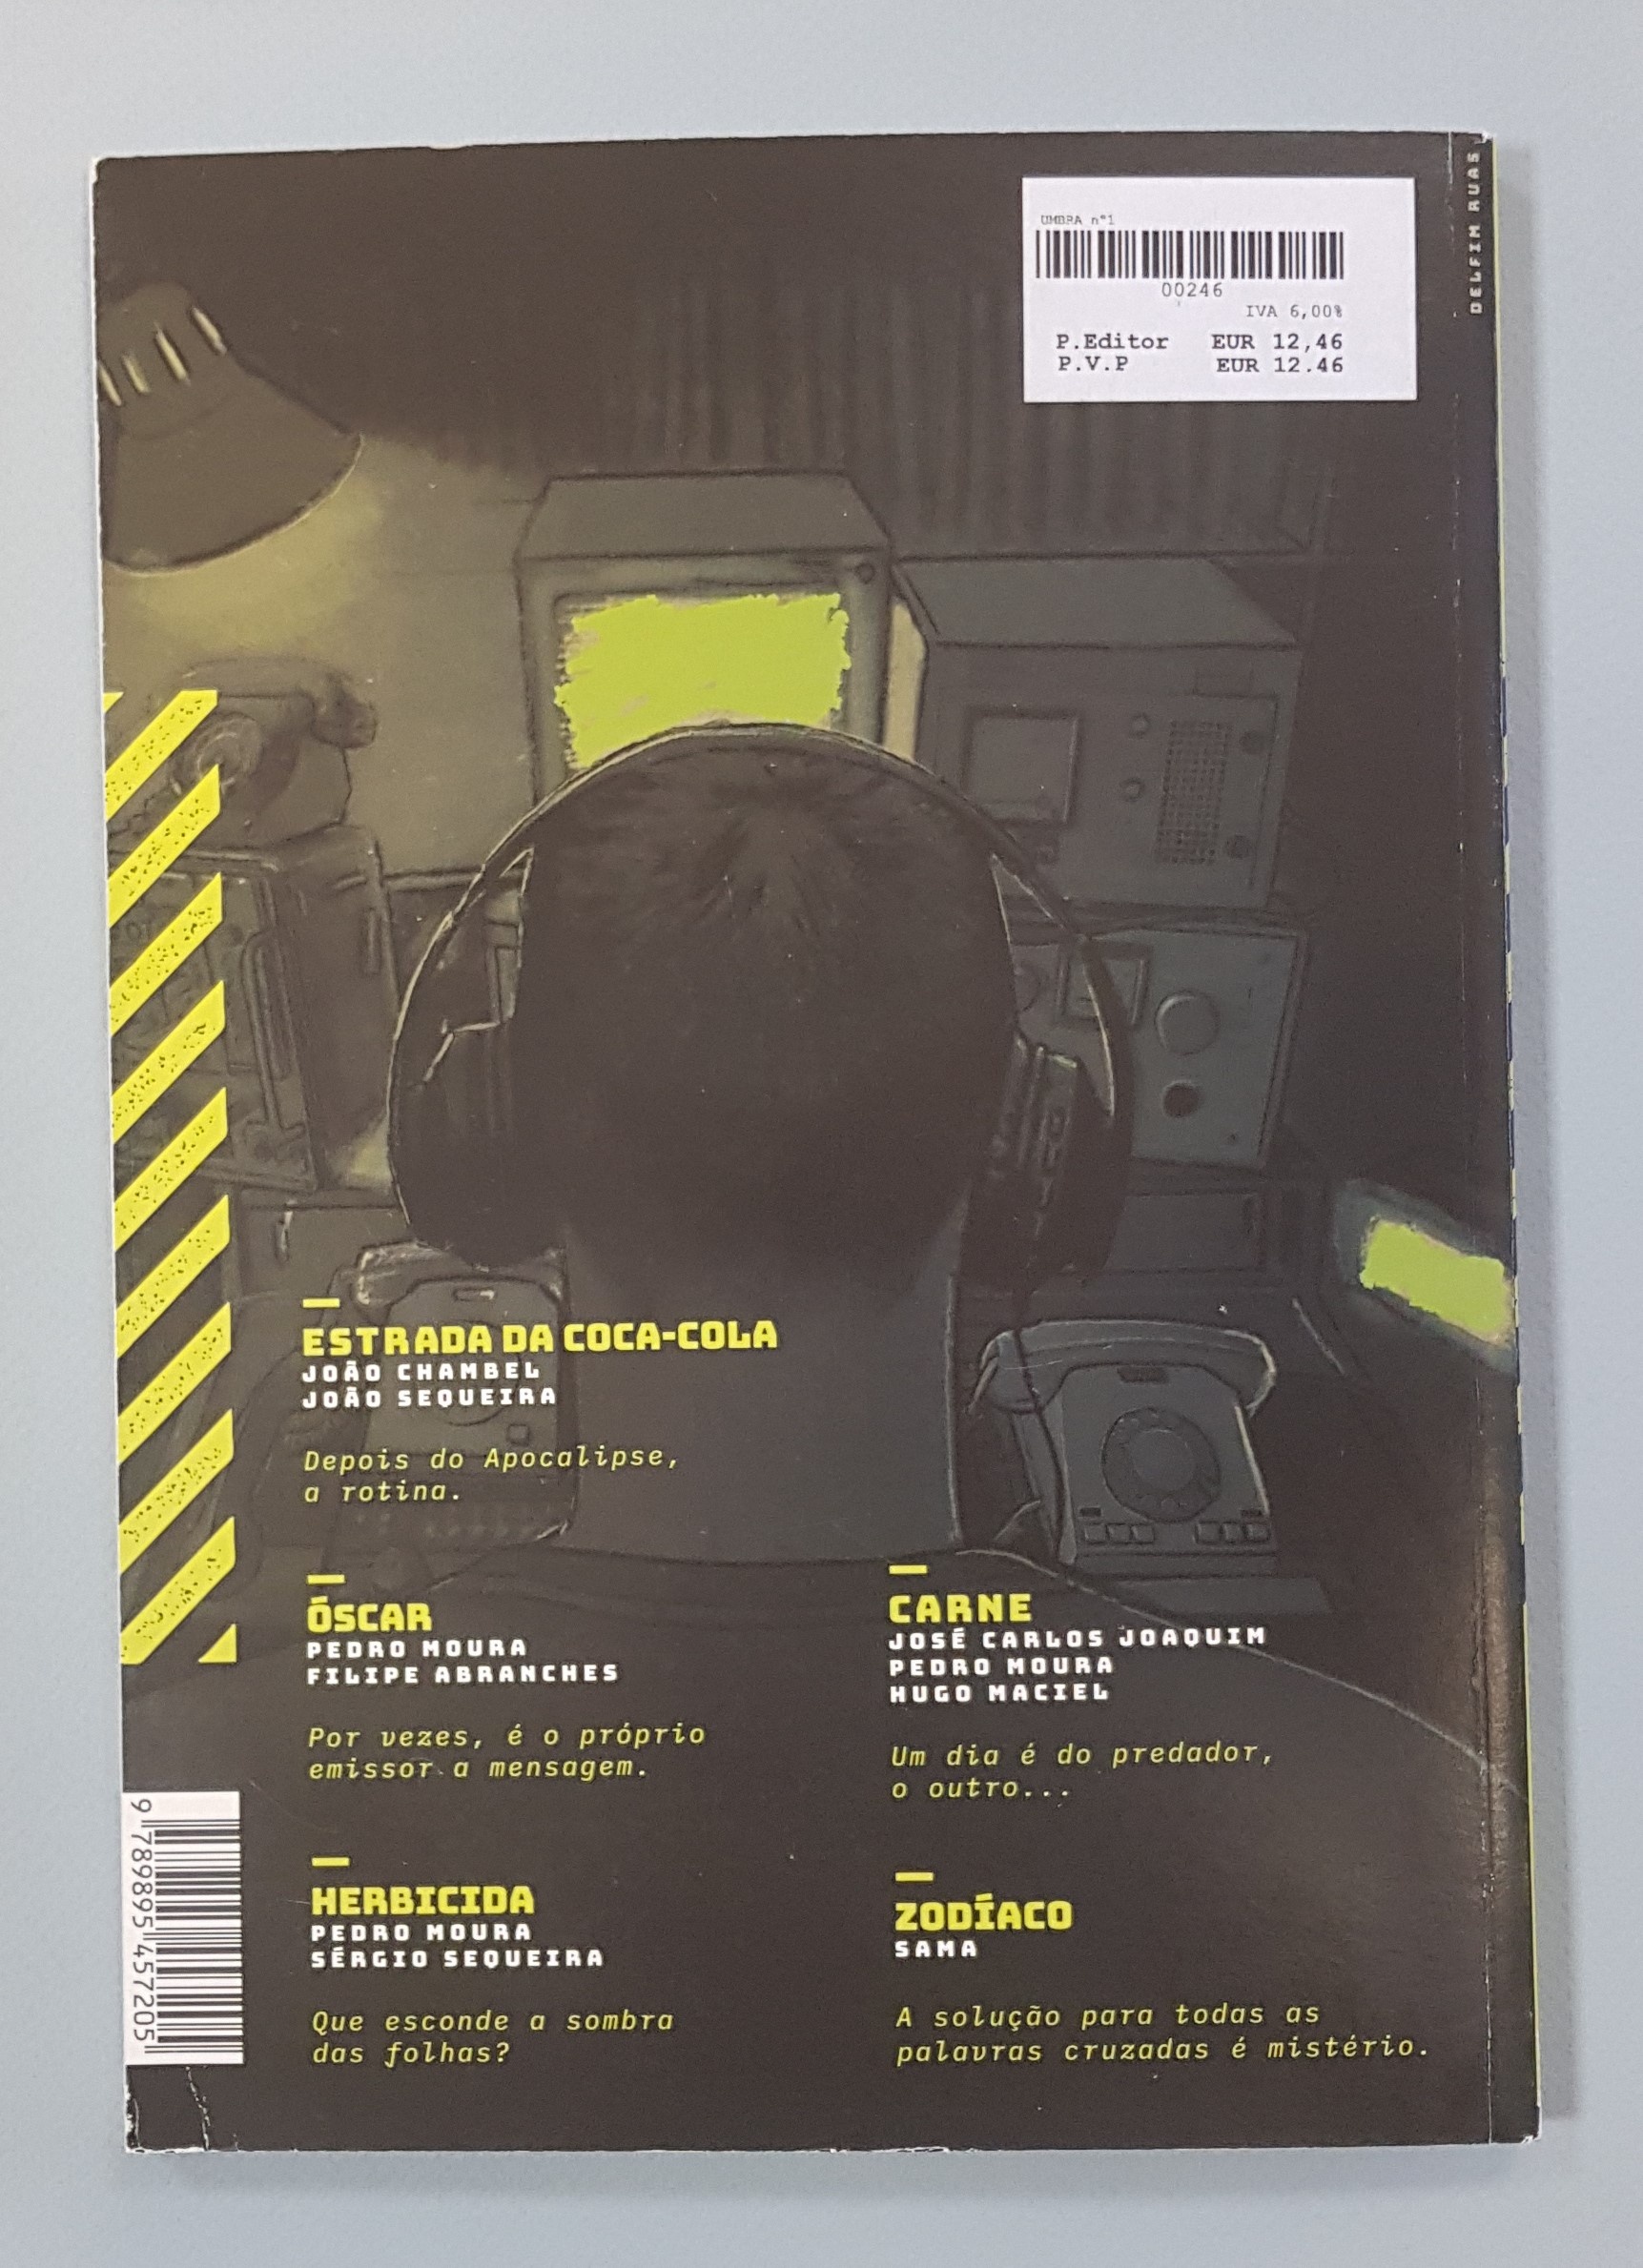 UMBRA nº1
00246
IVA 6,00%
P.Editor EUR 12,46
P.V.P EUR 12.46
DELFIM RUAS
ESTRADA DA COCA-COLA
JOÃO CHAMBEL
JOÃO SEQUEIRA
Depois do Apocalipse,
a rotina.
ÓSCAR
PEDRO MOURA
FILIPE ABRANCHES
Por vezes, é o próprio
emissor a mensagem.
HERBICIDA
PEDRO MOURA
SÉRGIO SEQUEIRA
Que esconde a sombra
das folhas?
CARNE
JOSÉ CARLOS JOAQUIM
PEDRO MOURA
HUGO MACIEL
Um dia é do predador,
o outro...
ZODÍACO
SAMA
A solução para todas as
palavras cruzadas é mistério.
9 789895 457205